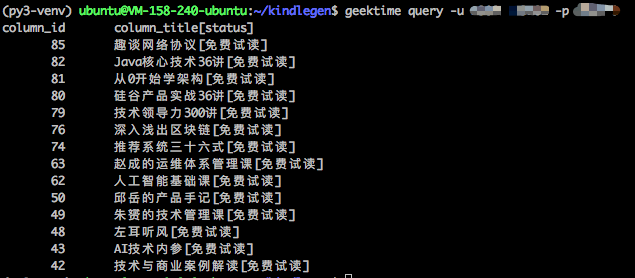 (py3-venv) ubuntu@VM-158-240-ubuntu:~/kindlegen$ geektime query -u -p
column_id column_title[status]
85 趣谈网络协议[免费试读]
82 Java核心技术36讲[免费试读]
81 从0开始学架构[免费试读]
80 硅谷产品实战36讲[免费试读]
79 技术领导力300讲[免费试读]
76 深入浅出区块链[免费试读]
74 推荐系统三十六式[免费试读]
63 赵成的运维体系管理课[免费试读]
62 人工智能基础课[免费试读]
50 邱岳的产品手记[免费试读]
49 朱赟的技术管理课[免费试读]
48 左耳听风[免费试读]
43 AI技术内参[免费试读]
42 技术与商业案例解读[免费试读]